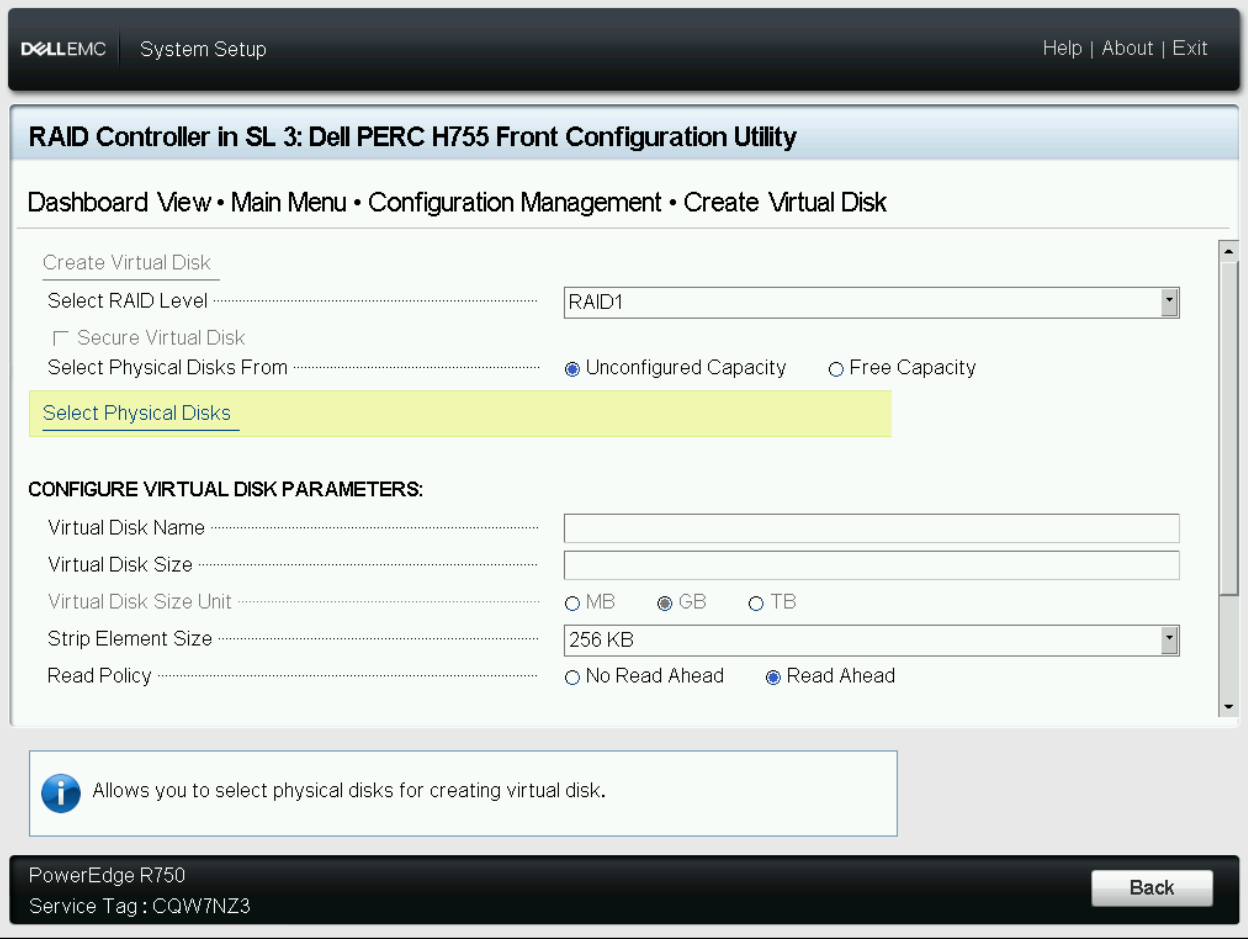 DELLEMC System Setup Help | About | Exit
RAID Controller in SL 3: Dell PERC H755 Front Configuration Utility
Dashboard View • Main Menu • Configuration Management • Create Virtual Disk
Create Virtual Disk
Select RAID Level RAID1
Secure Virtual Disk
Select Physical Disks From Unconfigured Capacity Free Capacity
Select Physical Disks
CONFIGURE VIRTUAL DISK PARAMETERS:
Virtual Disk Name
Virtual Disk Size
Virtual Disk Size Unit MB GB TB
Strip Element Size 256 KB
Read Policy No Read Ahead Read Ahead
Allows you to select physical disks for creating virtual disk.
PowerEdge R750
Service Tag : CQW7NZ3
Back